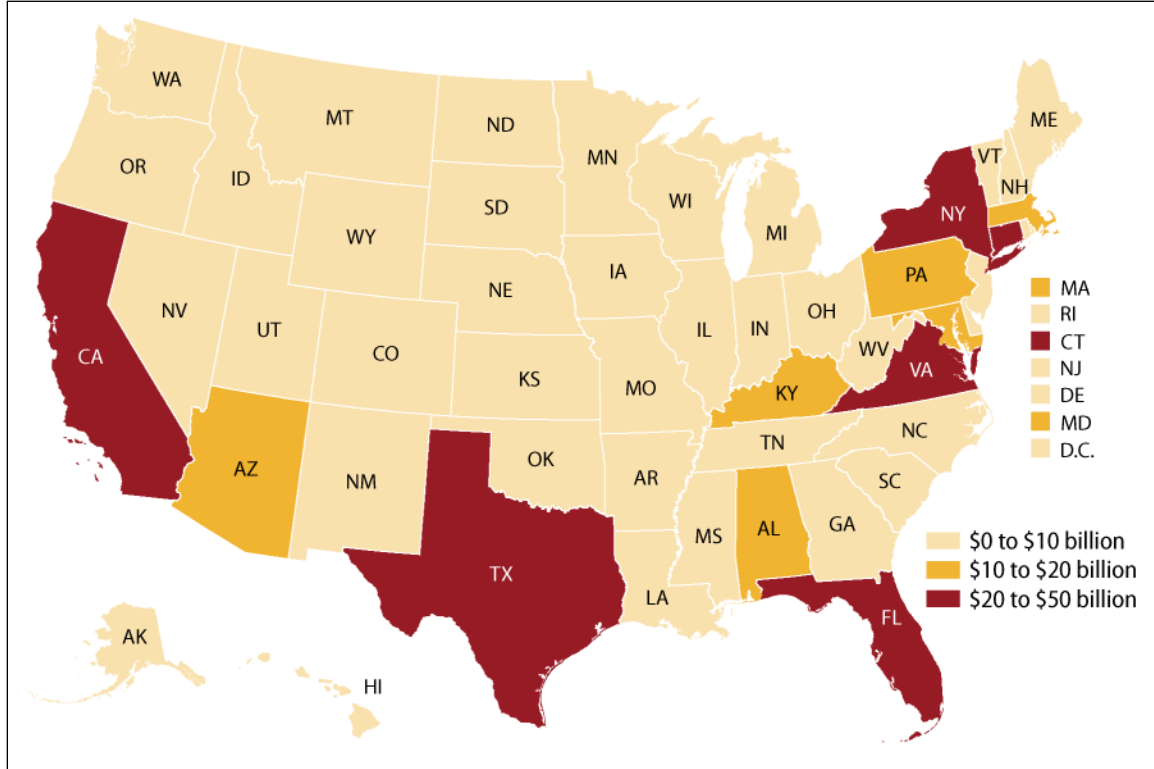 WA
MT
ND
MN
ME
OR
ID
SD
WI
VT
NH
NY
WY
MI
IA
PA
NE
NV
UT
CO
IL
IN
OH
WV
VA
CA
KS
MO
KY
MA
RI
CT
NJ
DE
MD
D.C.
AZ
NM
OK
AR
TN
NC
SC
MS
AL
GA
TX
LA
FL
AK
HI
$0 to $10 billion
$10 to $20 billion
$20 to $50 billion